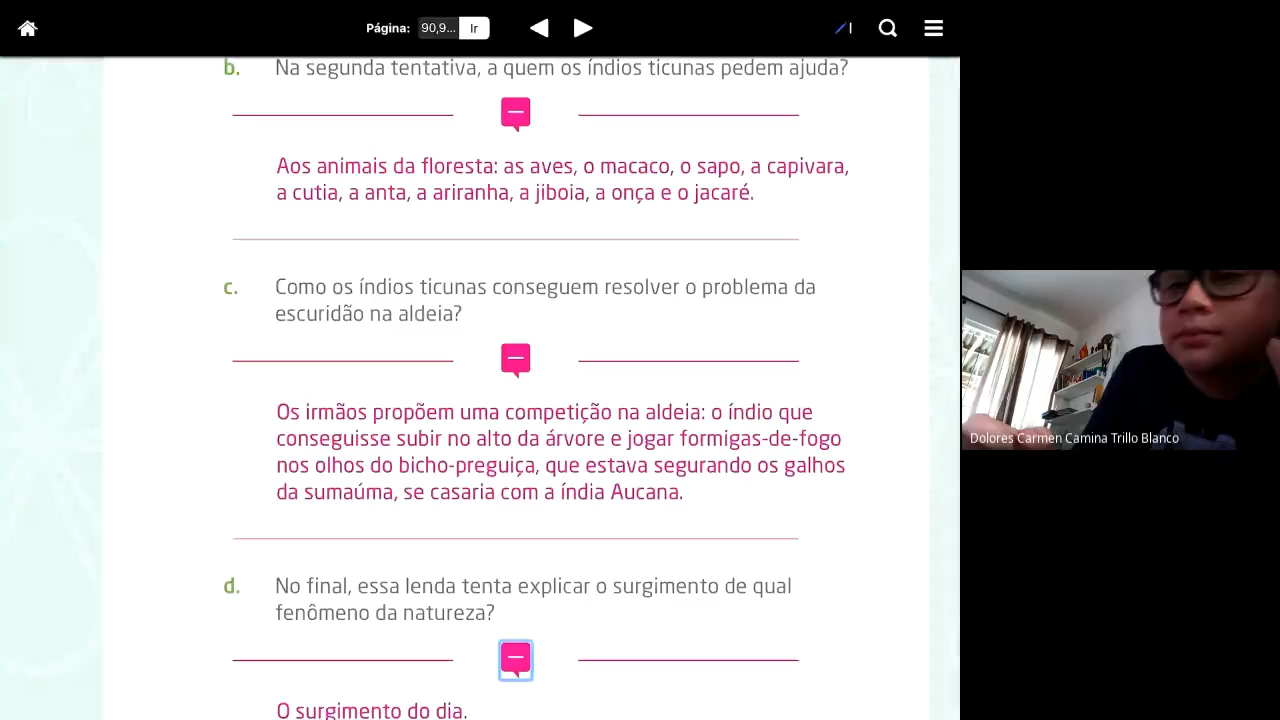 Página: 90,9... Ir
b. Na segunda tentativa, a quem os índios ticunas pedem ajuda?
Aos animais da floresta: as aves, o macaco, o sapo, a capivara,
a cutia, a anta, a ariranha, a jiboia, a onça e o jacaré.
c. Como os índios ticunas conseguem resolver o problema da
escuridão na aldeia?
Os irmãos propõem uma competição na aldeia: o índio que
conseguisse subir no alto da árvore e jogar formigas-de-fogo
nos olhos do bicho-preguiça, que estava segurando os galhos
da sumaúma, se casaria com a índia Aucana.
d. No final, essa lenda tenta explicar o surgimento de qual
fenômeno da natureza?
O surgimento do dia.
Dolores Carmen Camina Trillo Blanco